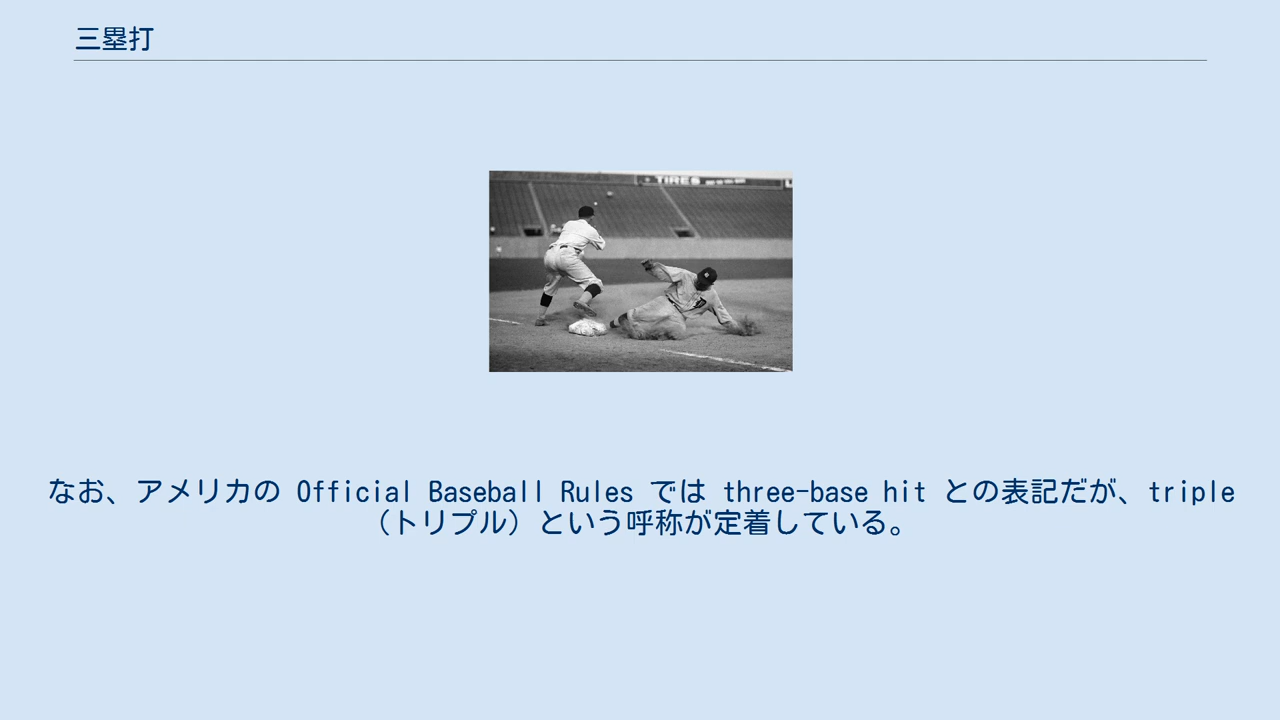 三塁打
TIRES
なお、アメリカの Official Baseball Rules では three-base hit との表記だが、triple
（トリプル）という呼称が定着している。